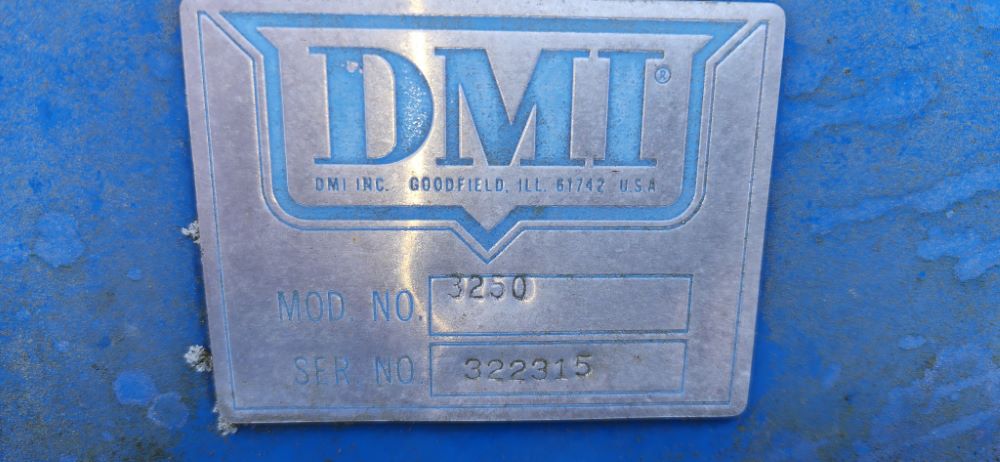 DMI®
DMI INC. GOODFIELD, ILL. 61742 U.S.A
MOD. NO. 3250
SER. NO. 322315